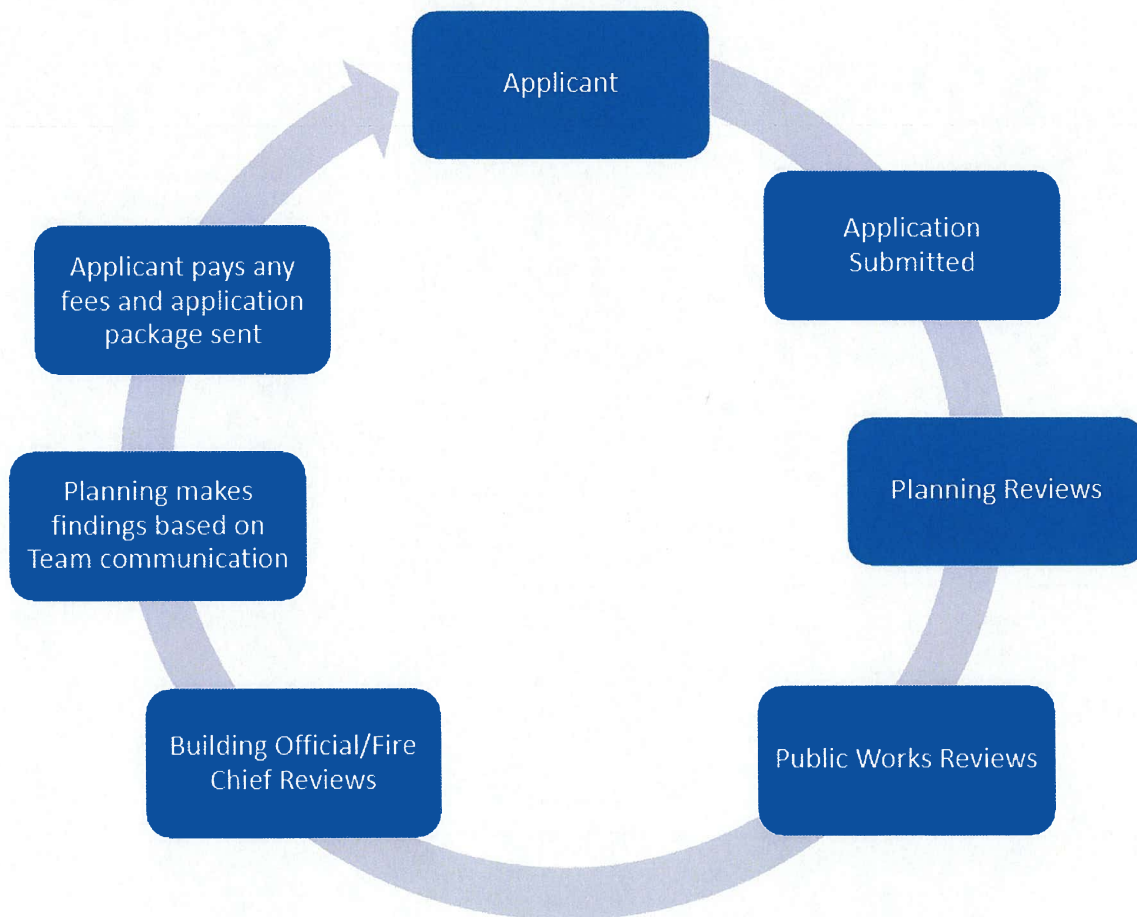 Applicant
Application
Submitted
Planning Reviews
Public Works Reviews
Building Official/Fire
Chief Reviews
Planning makes
findings based on
Team communication
Applicant pays any
fees and application
package sent